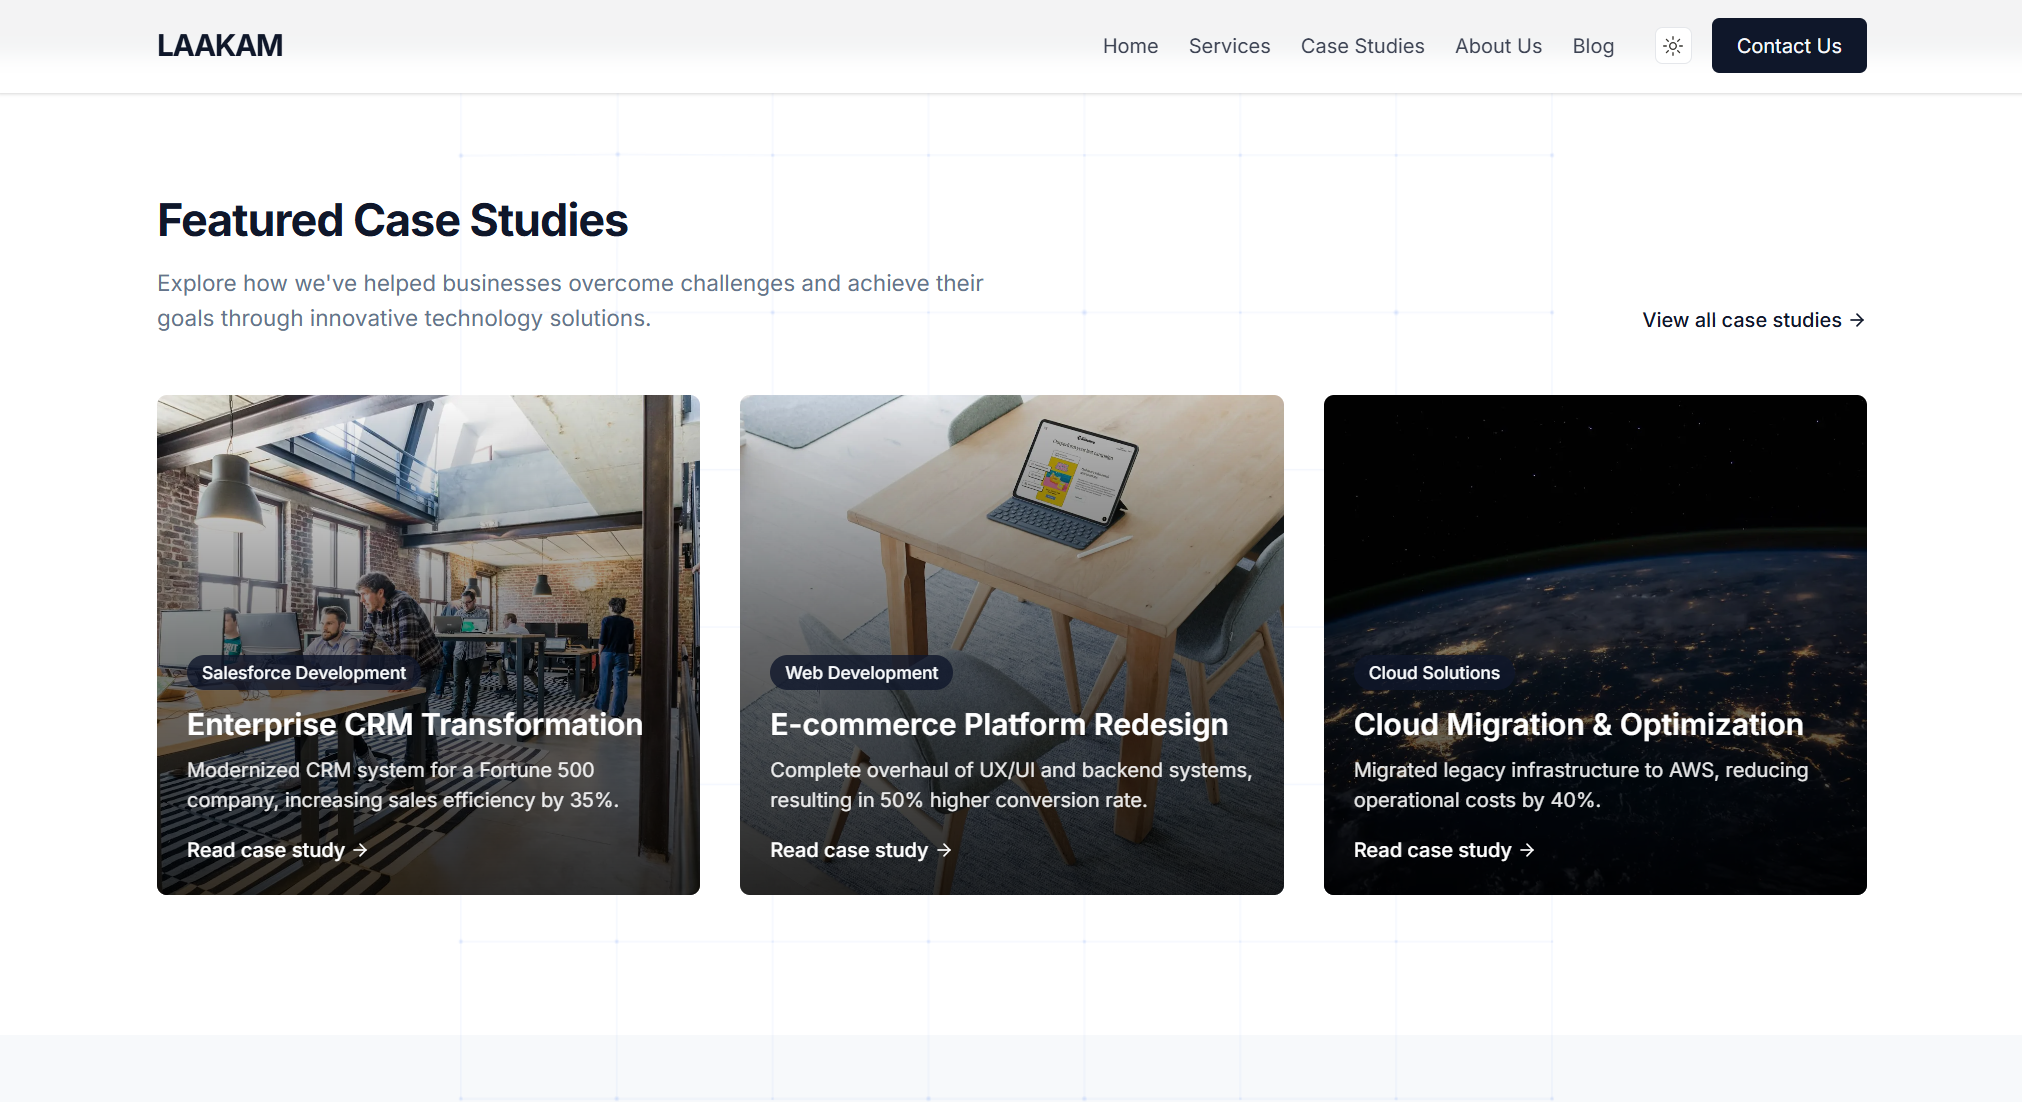 LAAKAM
Home
Services
Case Studies
About Us
Blog
Contact Us
Featured Case Studies
Explore how we've helped businesses overcome challenges and achieve their
goals through innovative technology solutions.
View all case studies →
Salesforce Development
Enterprise CRM Transformation
Modernized CRM system for a Fortune 500
company, increasing sales efficiency by 35%.
Read case study →
Web Development
E-commerce Platform Redesign
Complete overhaul of UX/UI and backend systems,
resulting in 50% higher conversion rate.
Read case study →
Cloud Solutions
Cloud Migration & Optimization
Migrated legacy infrastructure to AWS, reducing
operational costs by 40%.
Read case study →